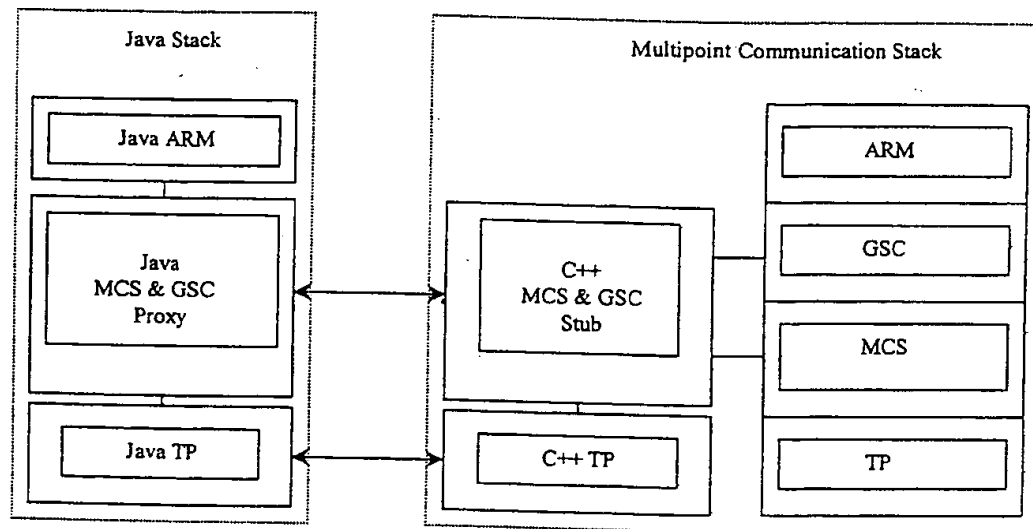 Java Stack
Multipoint Communication Stack
Java ARM
Java
MCS & GSC
Proxy
Java TP
C++
MCS & GSC
Stub
C++ TP
ARM
GSC
MCS
TP